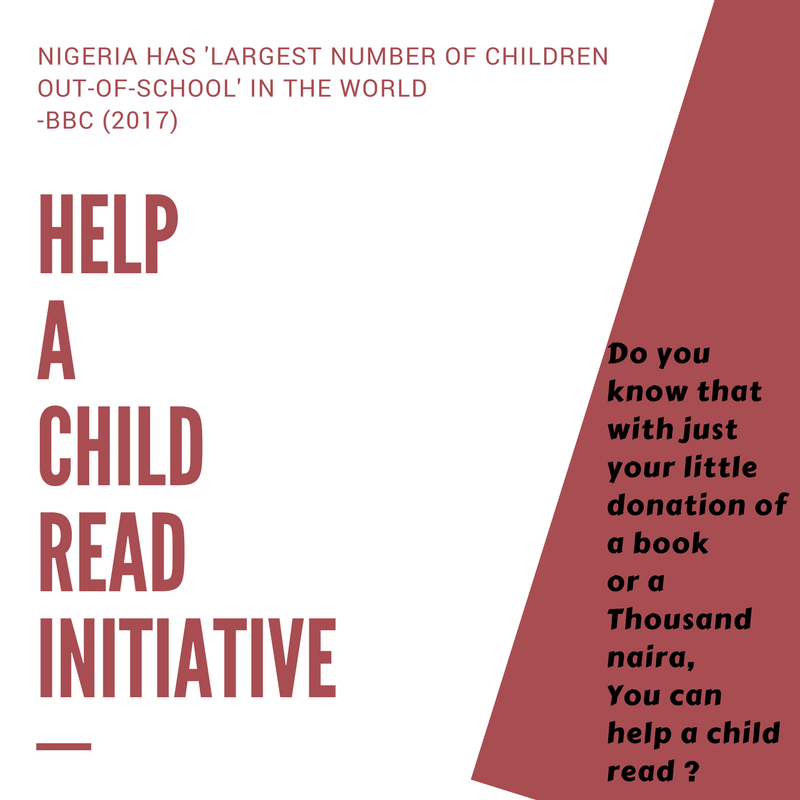 NIGERIA HAS 'LARGEST NUMBER OF CHILDREN
OUT-OF-SCHOOL' IN THE WORLD
-BBC (2017)
HELP
A
CHILD
READ
INITIATIVE
Do you
know that
with just
your little
donation of
a book
or a
Thousand
naira,
You can
help a child
read ?